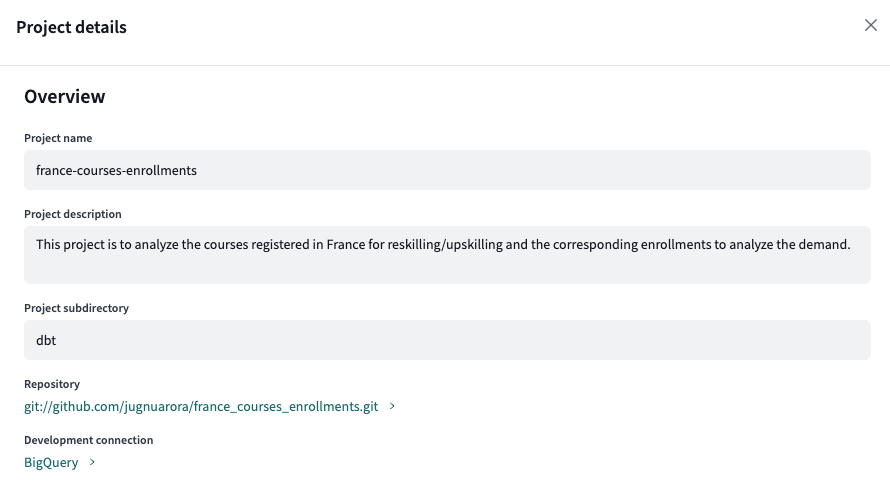 Project details
Overview
Project name
france-courses-enrollments
Project description
This project is to analyze the courses registered in France for reskilling/upskilling and the corresponding enrollments to analyze the demand.
Project subdirectory
dbt
Repository
git://github.com/jugnuarora/france_courses_enrollments.git
Development connection
BigQuery